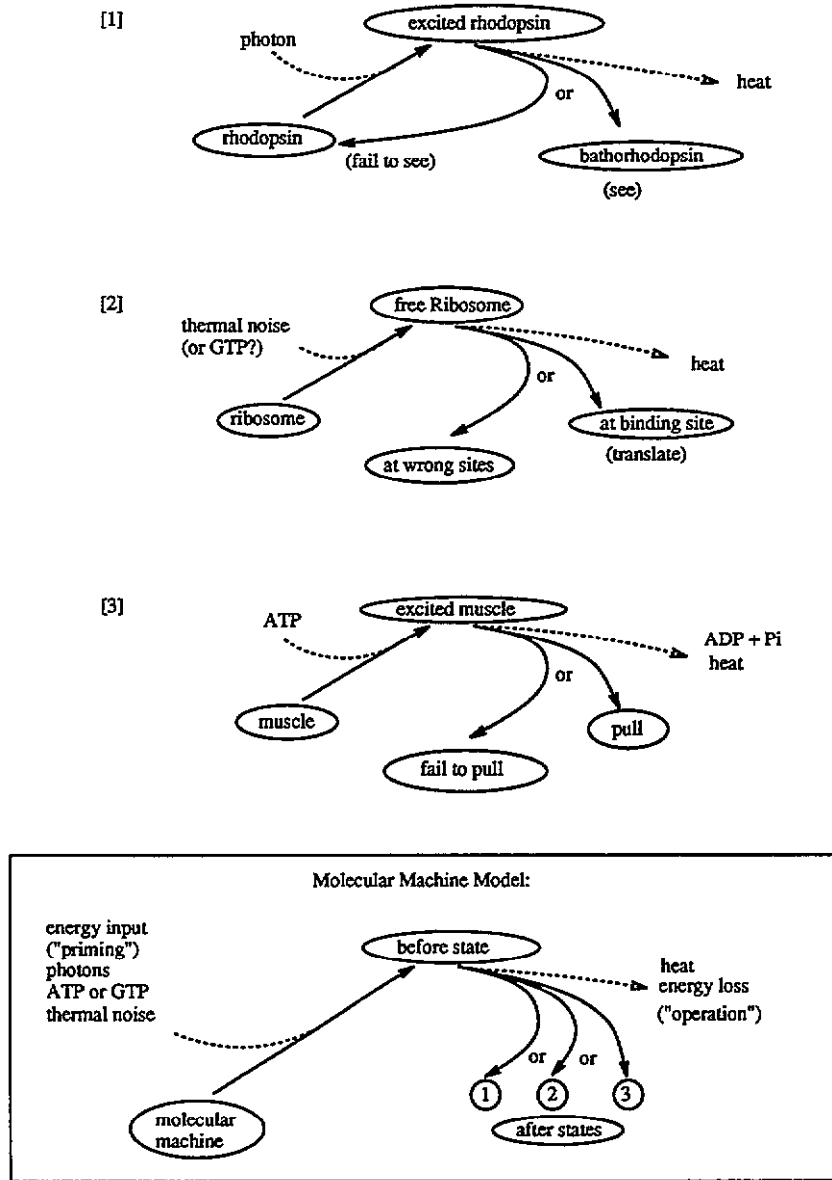 [1]
excited rhodopsin
photon
heat
or
rhodopsin
(fail to see)
bathorhodopsin
(see)
[2]
free Ribosome
thermal noise
(or GTP?)
heat
or
ribosome
at binding site
(translate)
at wrong sites
[3]
excited muscle
ATP
ADP + Pi
heat
or
muscle
pull
fail to pull
Molecular Machine Model:
energy input
("priming")
photons
ATP or GTP
thermal noise
before state
heat
energy loss
("operation")
or or
1 2 3
molecular
machine
after states